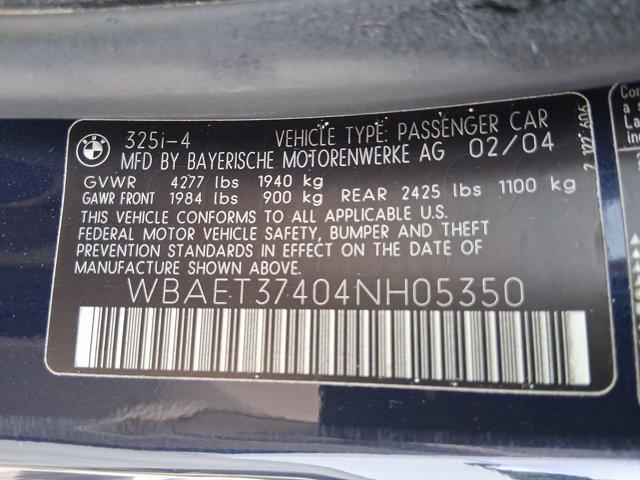 BMW
325i-4 VEHICLE TYPE: PASSENGER CAR
MFD BY BAYERISCHE MOTORENWERKE AG 02/04
GVWR 4277 lbs 1940 kg
GAWR FRONT 1984 lbs 900 kg REAR 2425 lbs 1100 kg
THIS VEHICLE CONFORMS TO ALL APPLICABLE U.S.
FEDERAL MOTOR VEHICLE SAFETY, BUMPER AND THEFT
PREVENTION STANDARDS IN EFFECT ON THE DATE OF
MANUFACTURE SHOWN ABOVE:
WBAET37404NH05350